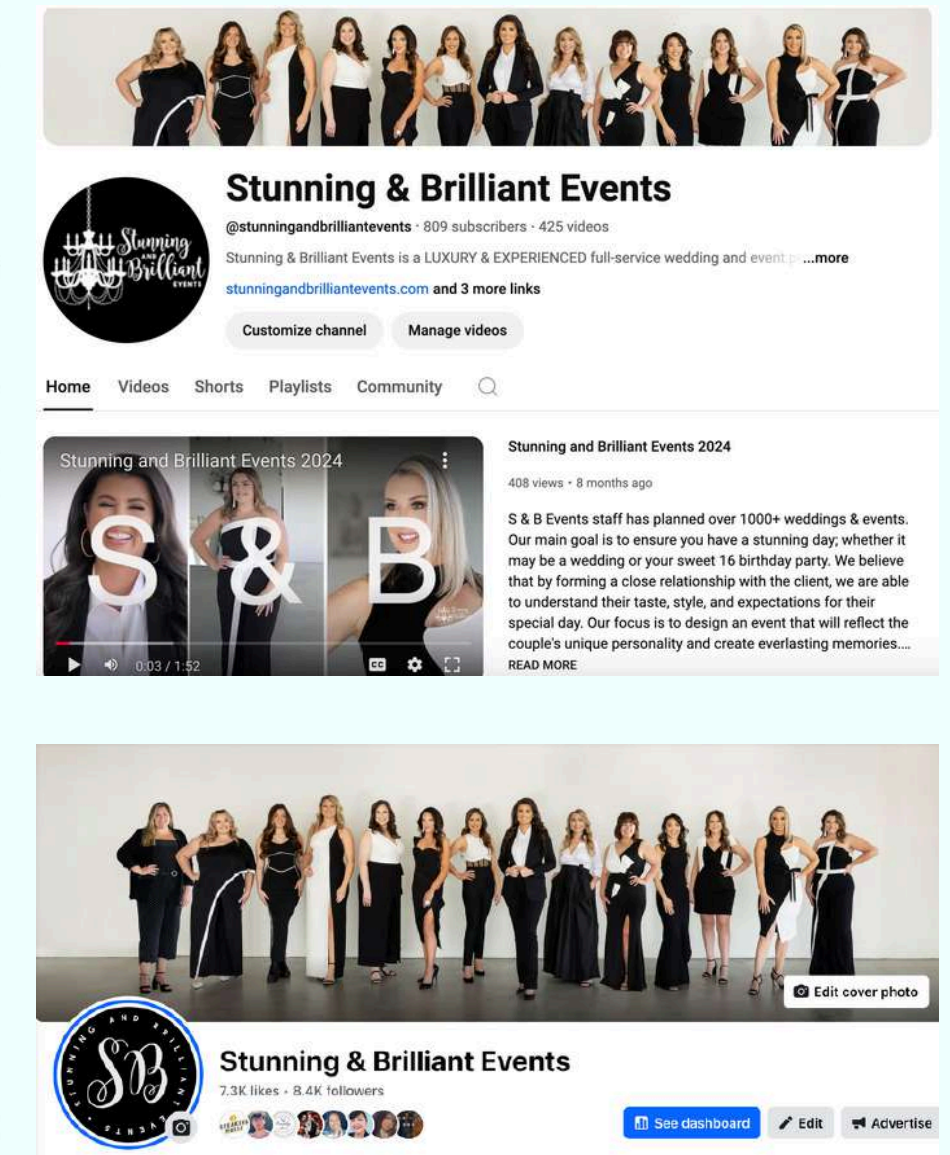 Stunning
AND
Brilliant
EVENTS
Stunning & Brilliant Events
@stunningandbrilliantevents · 809 subscribers · 425 videos
Stunning & Brilliant Events is a LUXURY & EXPERIENCED full-service wedding and event ...more
stunningandbrilliantevents.com and 3 more links
Customize channel Manage videos
Home Videos Shorts Playlists Community
Stunning and Brilliant Events 2024
S & B
0:03 / 1:52
CC
Stunning and Brilliant Events 2024
408 views · 8 months ago
S & B Events staff has planned over 1000+ weddings & events.
Our main goal is to ensure you have a stunning day; whether it
may be a wedding or your sweet 16 birthday party. We believe
that by forming a close relationship with the client, we are able
to understand their taste, style, and expectations for their
special day. Our focus is to design an event that will reflect the
couple's unique personality and create everlasting memories....
READ MORE
Edit cover photo
STUNNING AND BRILLIANT EVENTS
SB
Stunning & Brilliant Events
7.3K likes · 8.4K followers
See dashboard Edit Advertise